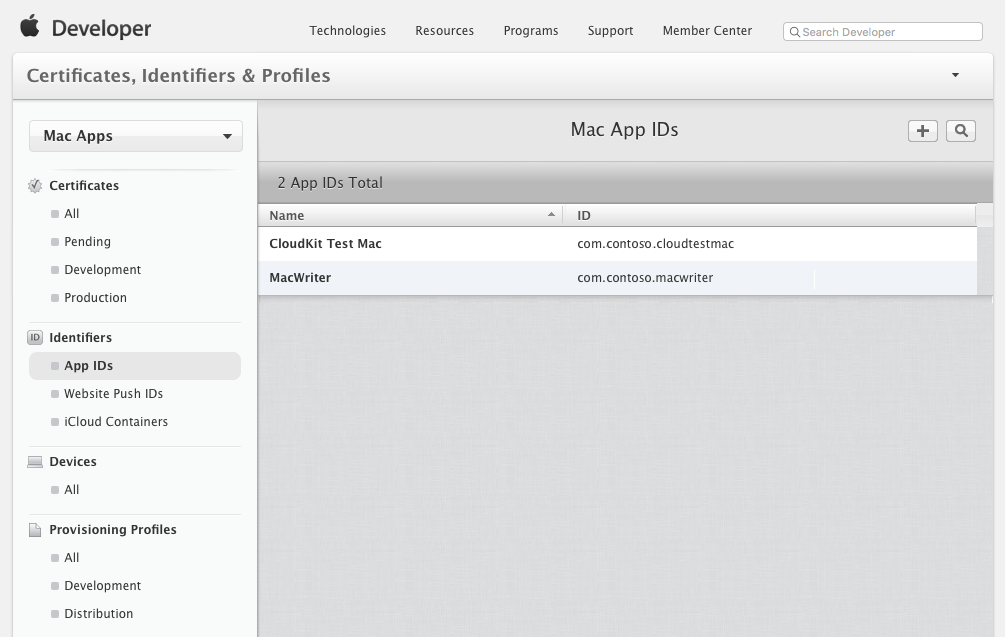 Developer
Technologies Resources Programs Support Member Center Search Developer
Certificates, Identifiers & Profiles
Mac Apps
Certificates
All
Pending
Development
Production
ID Identifiers
App IDs
Website Push IDs
iCloud Containers
Devices
All
Provisioning Profiles
All
Development
Distribution
Mac App IDs
2 App IDs Total
Name ID
CloudKit Test Mac com.contoso.cloudtestmac
MacWriter com.contoso.macwriter